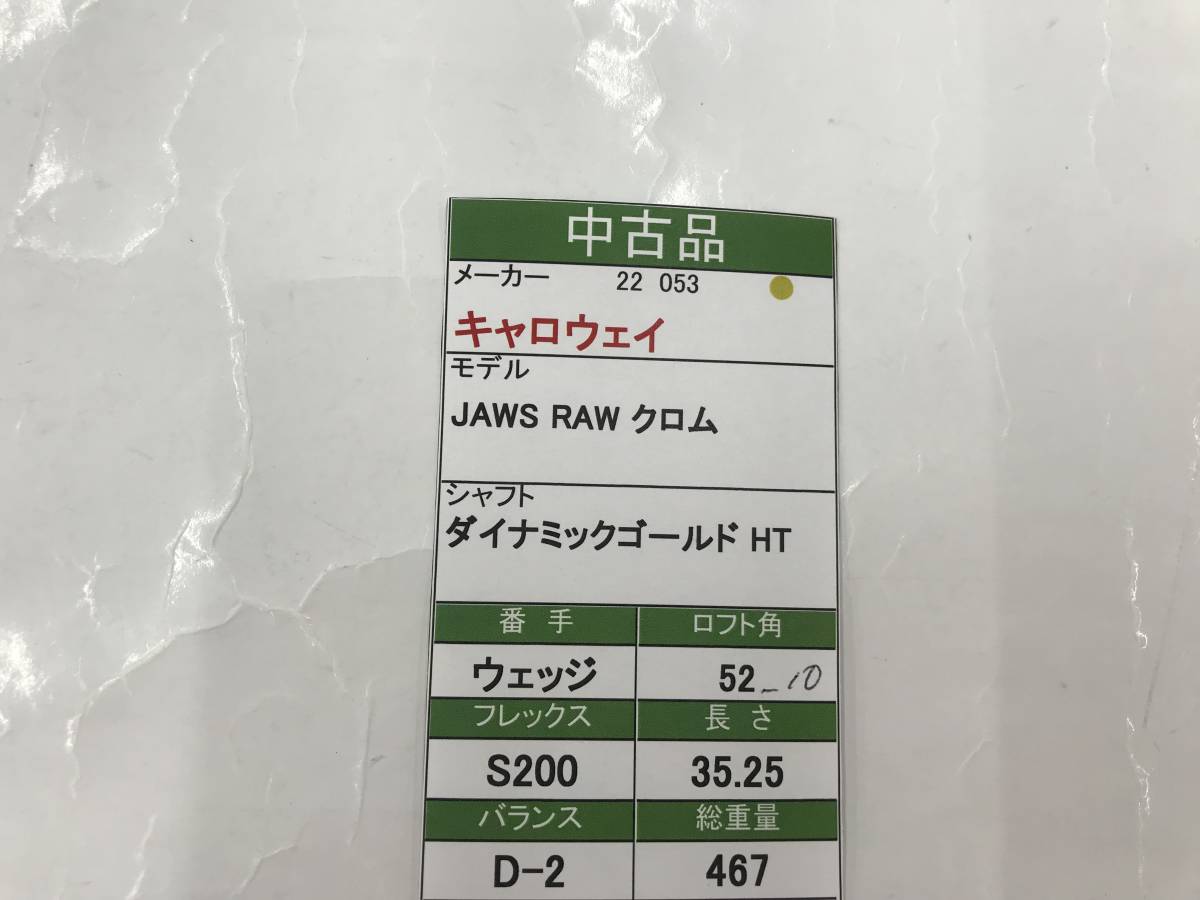 中古品
メーカー 22 053
キャロウェイ
モデル
JAWS RAW クロム
シャフト
ダイナミックゴールド HT
番 手 ロフト角
ウェッジ 52-10
フレックス 長 さ
S200 35.25
バランス 総重量
D-2 467